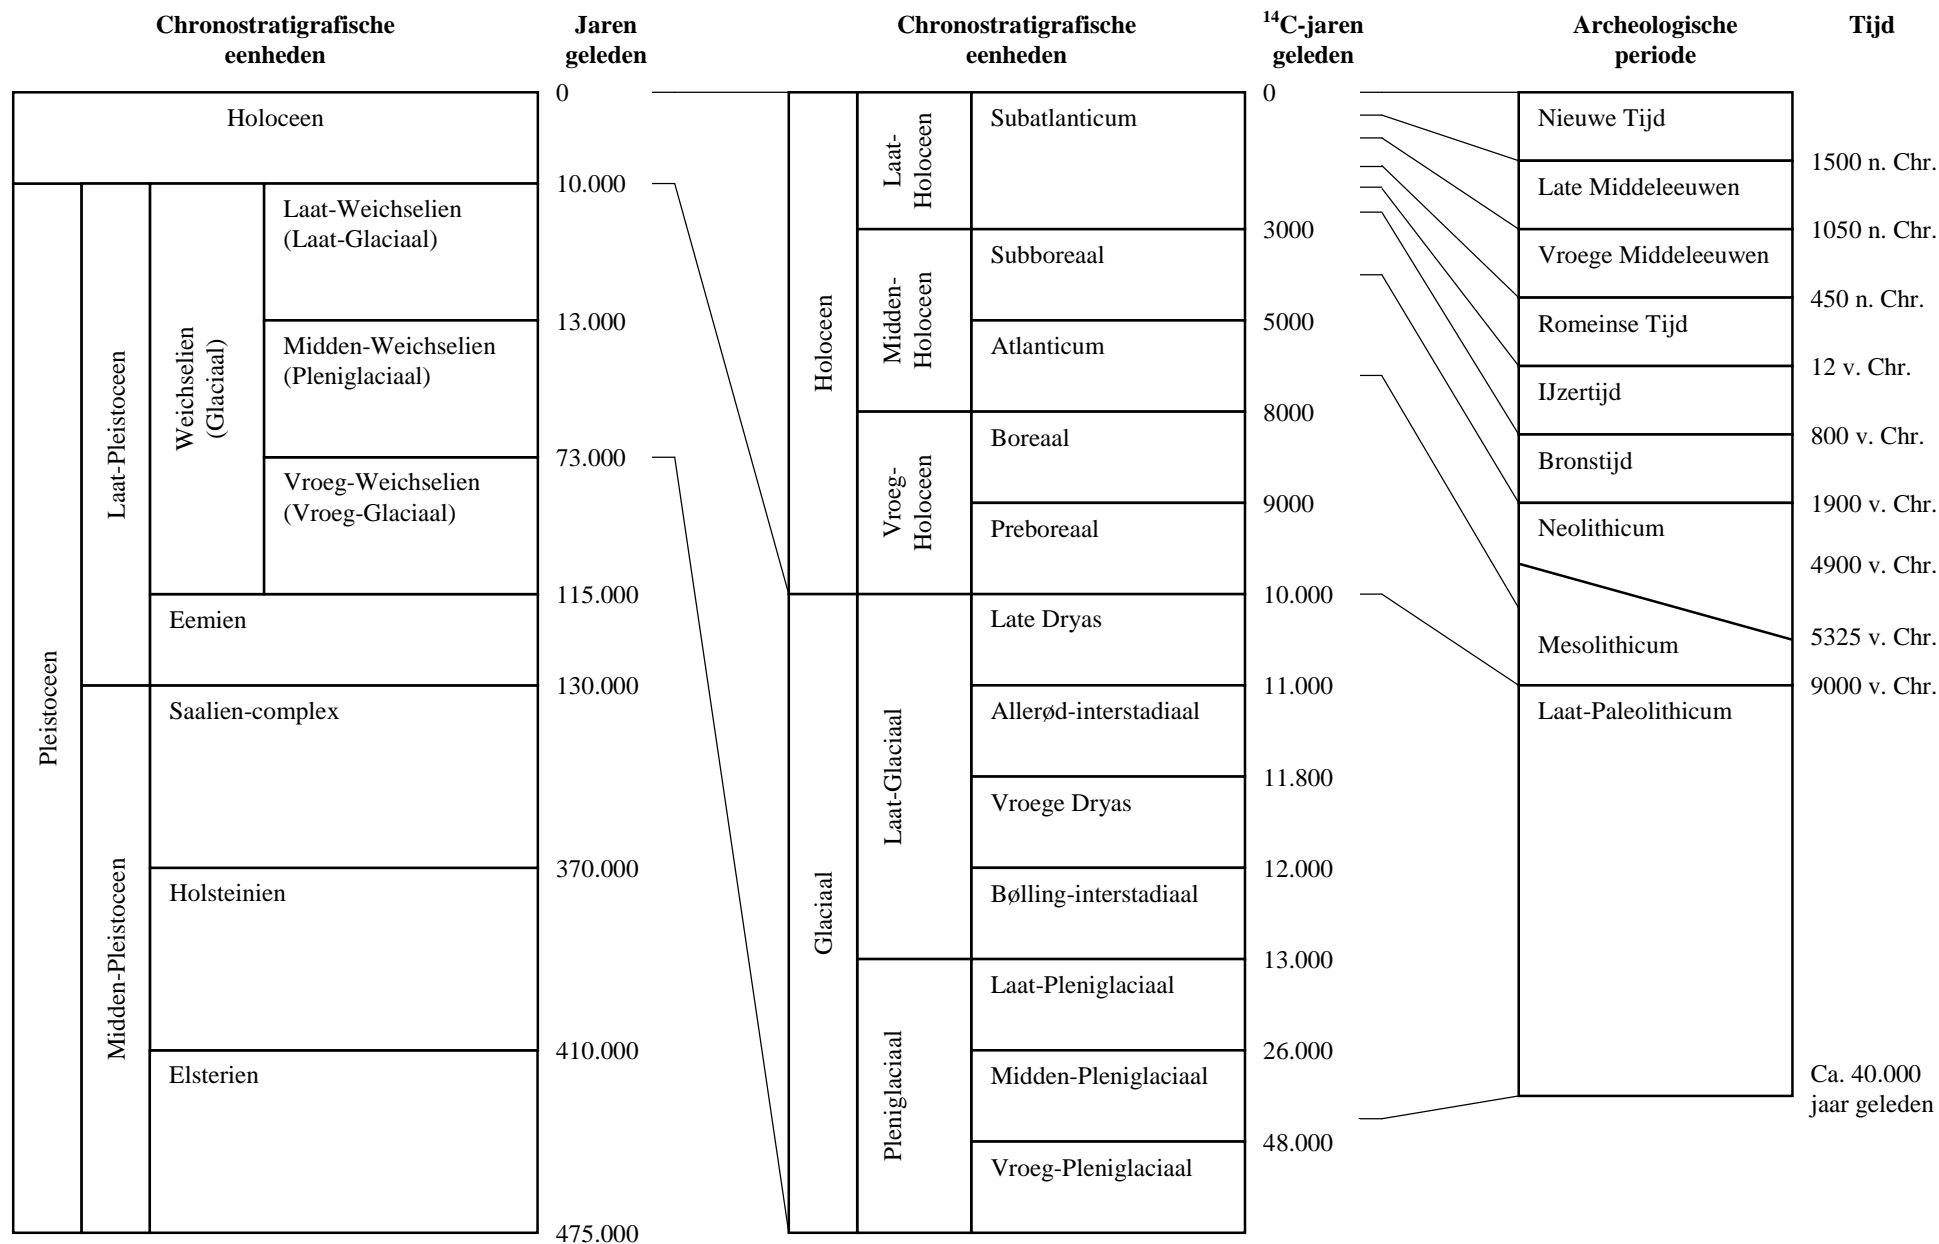 Chronostratigrafische
eenheden
Jaren
geleden
Chronostratigrafische
eenheden
¹⁴C-jaren
geleden
Archeologische
periode
Tijd
Holoceen
Pleistoceen
Laat-Pleistoceen
Weichselien
(Glaciaal)
Laat-Weichselien
(Laat-Glaciaal)
Midden-Weichselien
(Pleniglaciaal)
Vroeg-Weichselien
(Vroeg-Glaciaal)
Eemien
Midden-Pleistoceen
Saalien-complex
Holsteinien
Elsterien
0
10.000
13.000
73.000
115.000
130.000
370.000
410.000
475.000
Holoceen
Laat-
Holoceen
Subatlanticum
Midden-
Holoceen
Subboreaal
Atlanticum
Vroeg-
Holoceen
Boreaal
Preboreaal
Glaciaal
Laat-Glaciaal
Late Dryas
Allerød-interstadiaal
Vroege Dryas
Bølling-interstadiaal
Pleniglaciaal
Laat-Pleniglaciaal
Midden-Pleniglaciaal
Vroeg-Pleniglaciaal
0
3000
5000
8000
9000
10.000
11.000
11.800
12.000
13.000
26.000
48.000
Nieuwe Tijd
Late Middeleeuwen
Vroege Middeleeuwen
Romeinse Tijd
IJzertijd
Bronstijd
Neolithicum
Mesolithicum
Laat-Paleolithicum
1500 n. Chr.
1050 n. Chr.
450 n. Chr.
12 v. Chr.
800 v. Chr.
1900 v. Chr.
4900 v. Chr.
5325 v. Chr.
9000 v. Chr.
Ca. 40.000
jaar geleden